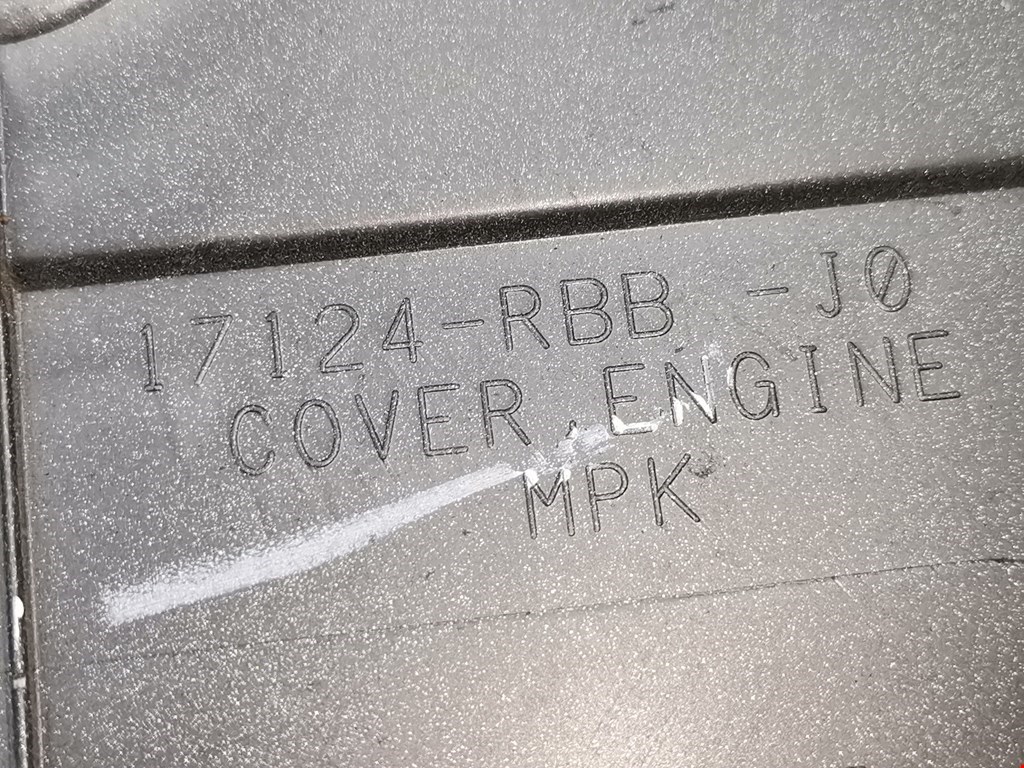 17124-RBB -J0
COVER,ENGINE
MPK